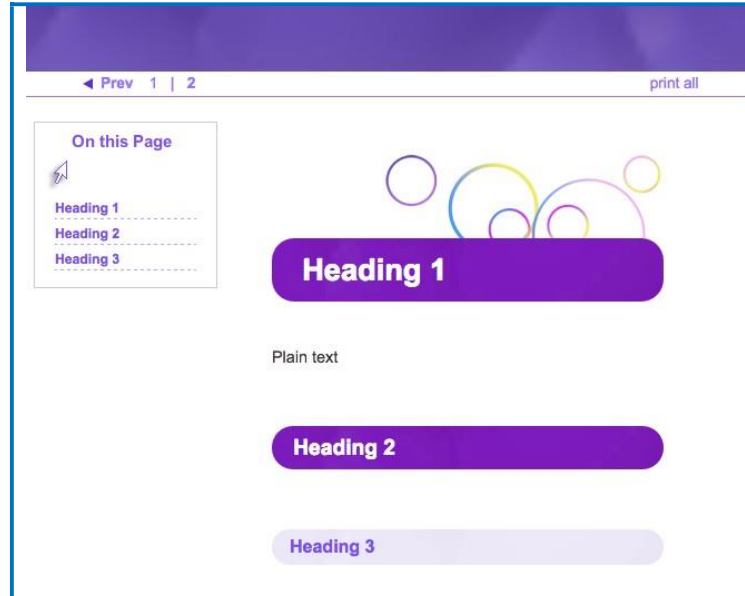 ◄ Prev 1 | 2
print all
On this Page
Heading 1
Heading 2
Heading 3
Heading 1
Plain text
Heading 2
Heading 3